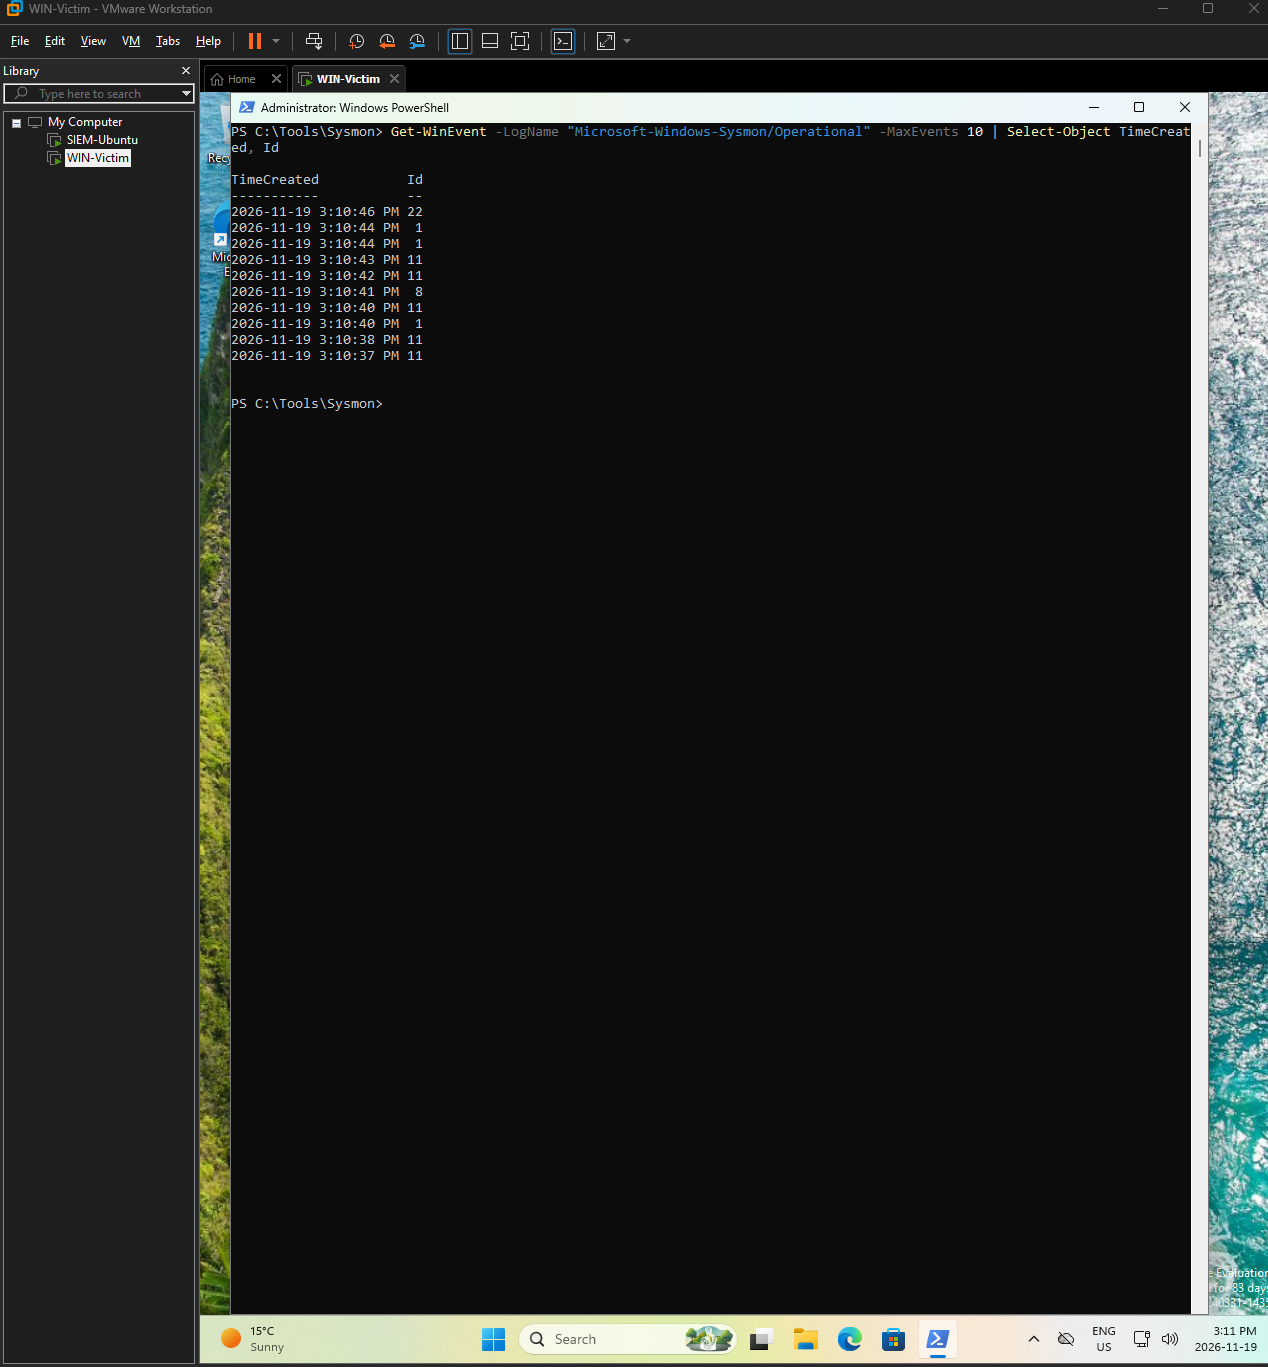 WIN-Victim - VMware Workstation
File Edit View VM Tabs Help
Library
Type here to search
My Computer
SIEM-Ubuntu
WIN-Victim
Home
WIN-Victim
Administrator: Windows PowerShell
PS C:\Tools\Sysmon> Get-WinEvent -LogName "Microsoft-Windows-Sysmon/Operational" -MaxEvents 10 | Select-Object TimeCreat
ed, Id
TimeCreated Id
----------- --
2026-11-19 3:10:46 PM 22
2026-11-19 3:10:44 PM 1
2026-11-19 3:10:44 PM 1
2026-11-19 3:10:43 PM 11
2026-11-19 3:10:42 PM 11
2026-11-19 3:10:41 PM 8
2026-11-19 3:10:40 PM 11
2026-11-19 3:10:40 PM 1
2026-11-19 3:10:38 PM 11
2026-11-19 3:10:37 PM 11
PS C:\Tools\Sysmon>
Recy
Mic
E
e Evaluation
for 83 days
15°C
Sunny
Search
ENG
US
3:11 PM
2026-11-19